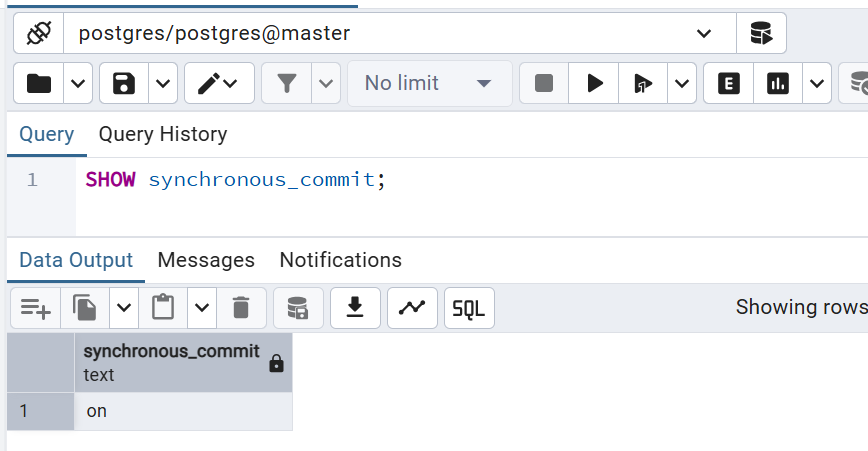 postgres/postgres@master
No limit
E
Query Query History
1 SHOW synchronous_commit;
Data Output Messages Notifications
SQL Showing rows
synchronous_commit
text
1 on